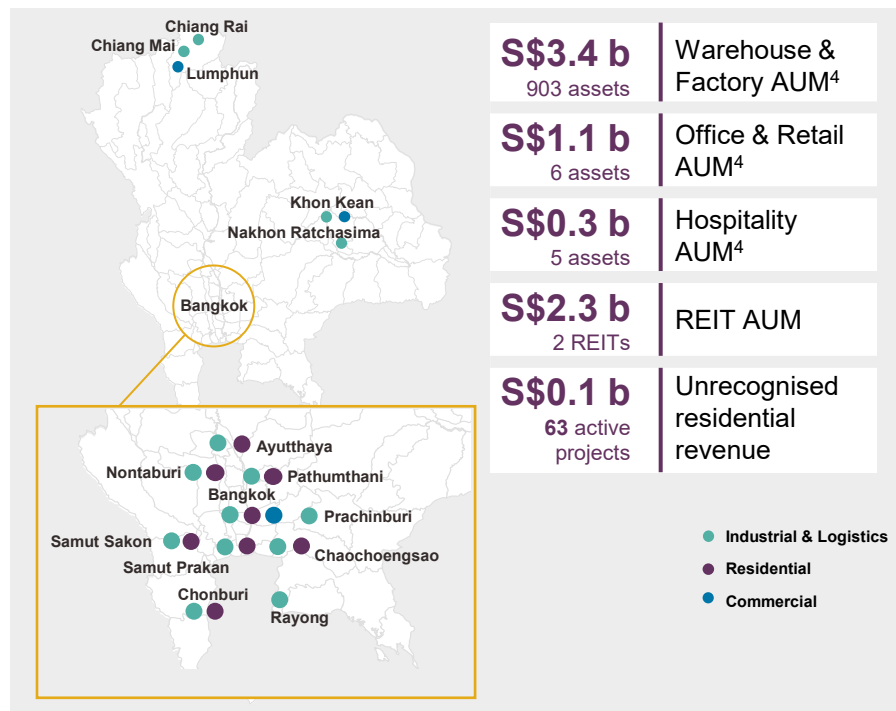 Chiang Rai
Chiang Mai
Lumphun
Khon Kean
Nakhon Ratchasima
Bangkok
Ayutthaya
Nontaburi
Pathumthani
Bangkok
Prachinburi
Samut Sakon
Chaochoengsao
Samut Prakan
Chonburi
Rayong
S$3.4 b
903 assets
Warehouse &
Factory AUM⁴
S$1.1 b
6 assets
Office & Retail
AUM⁴
S$0.3 b
5 assets
Hospitality
AUM⁴
S$2.3 b
2 REITs
REIT AUM
S$0.1 b
63 active
projects
Unrecognised
residential
revenue
Industrial & Logistics
Residential
Commercial